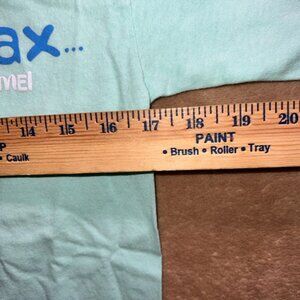 ax...
ME!
14 15 16 17 18 19 20
P PAINT
• Caulk • Brush • Roller • Tray